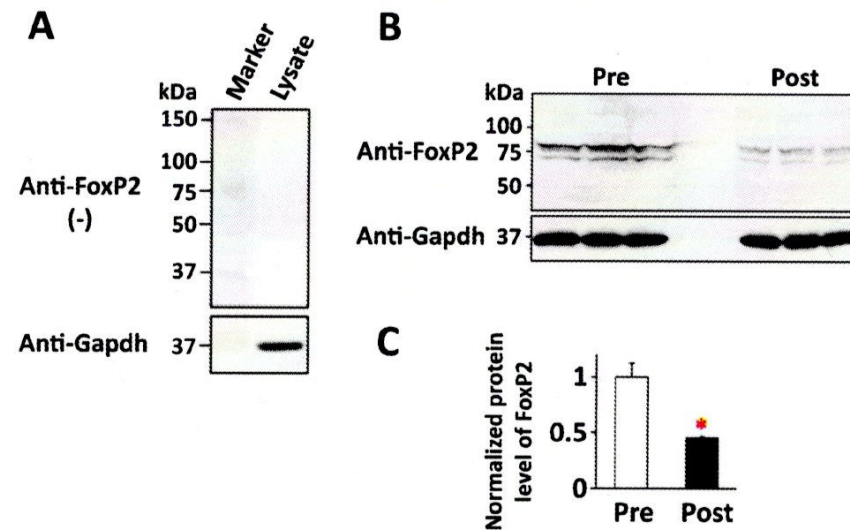 A
Marker
Lysate
kDa
150
100
75
50
37
Anti-FoxP2
(-)
Anti-Gapdh
37
B
Pre
Post
kDa
100
75
50
Anti-FoxP2
Anti-Gapdh
37
C
Normalized protein
level of FoxP2
1
0.5
0
*
Pre
Post